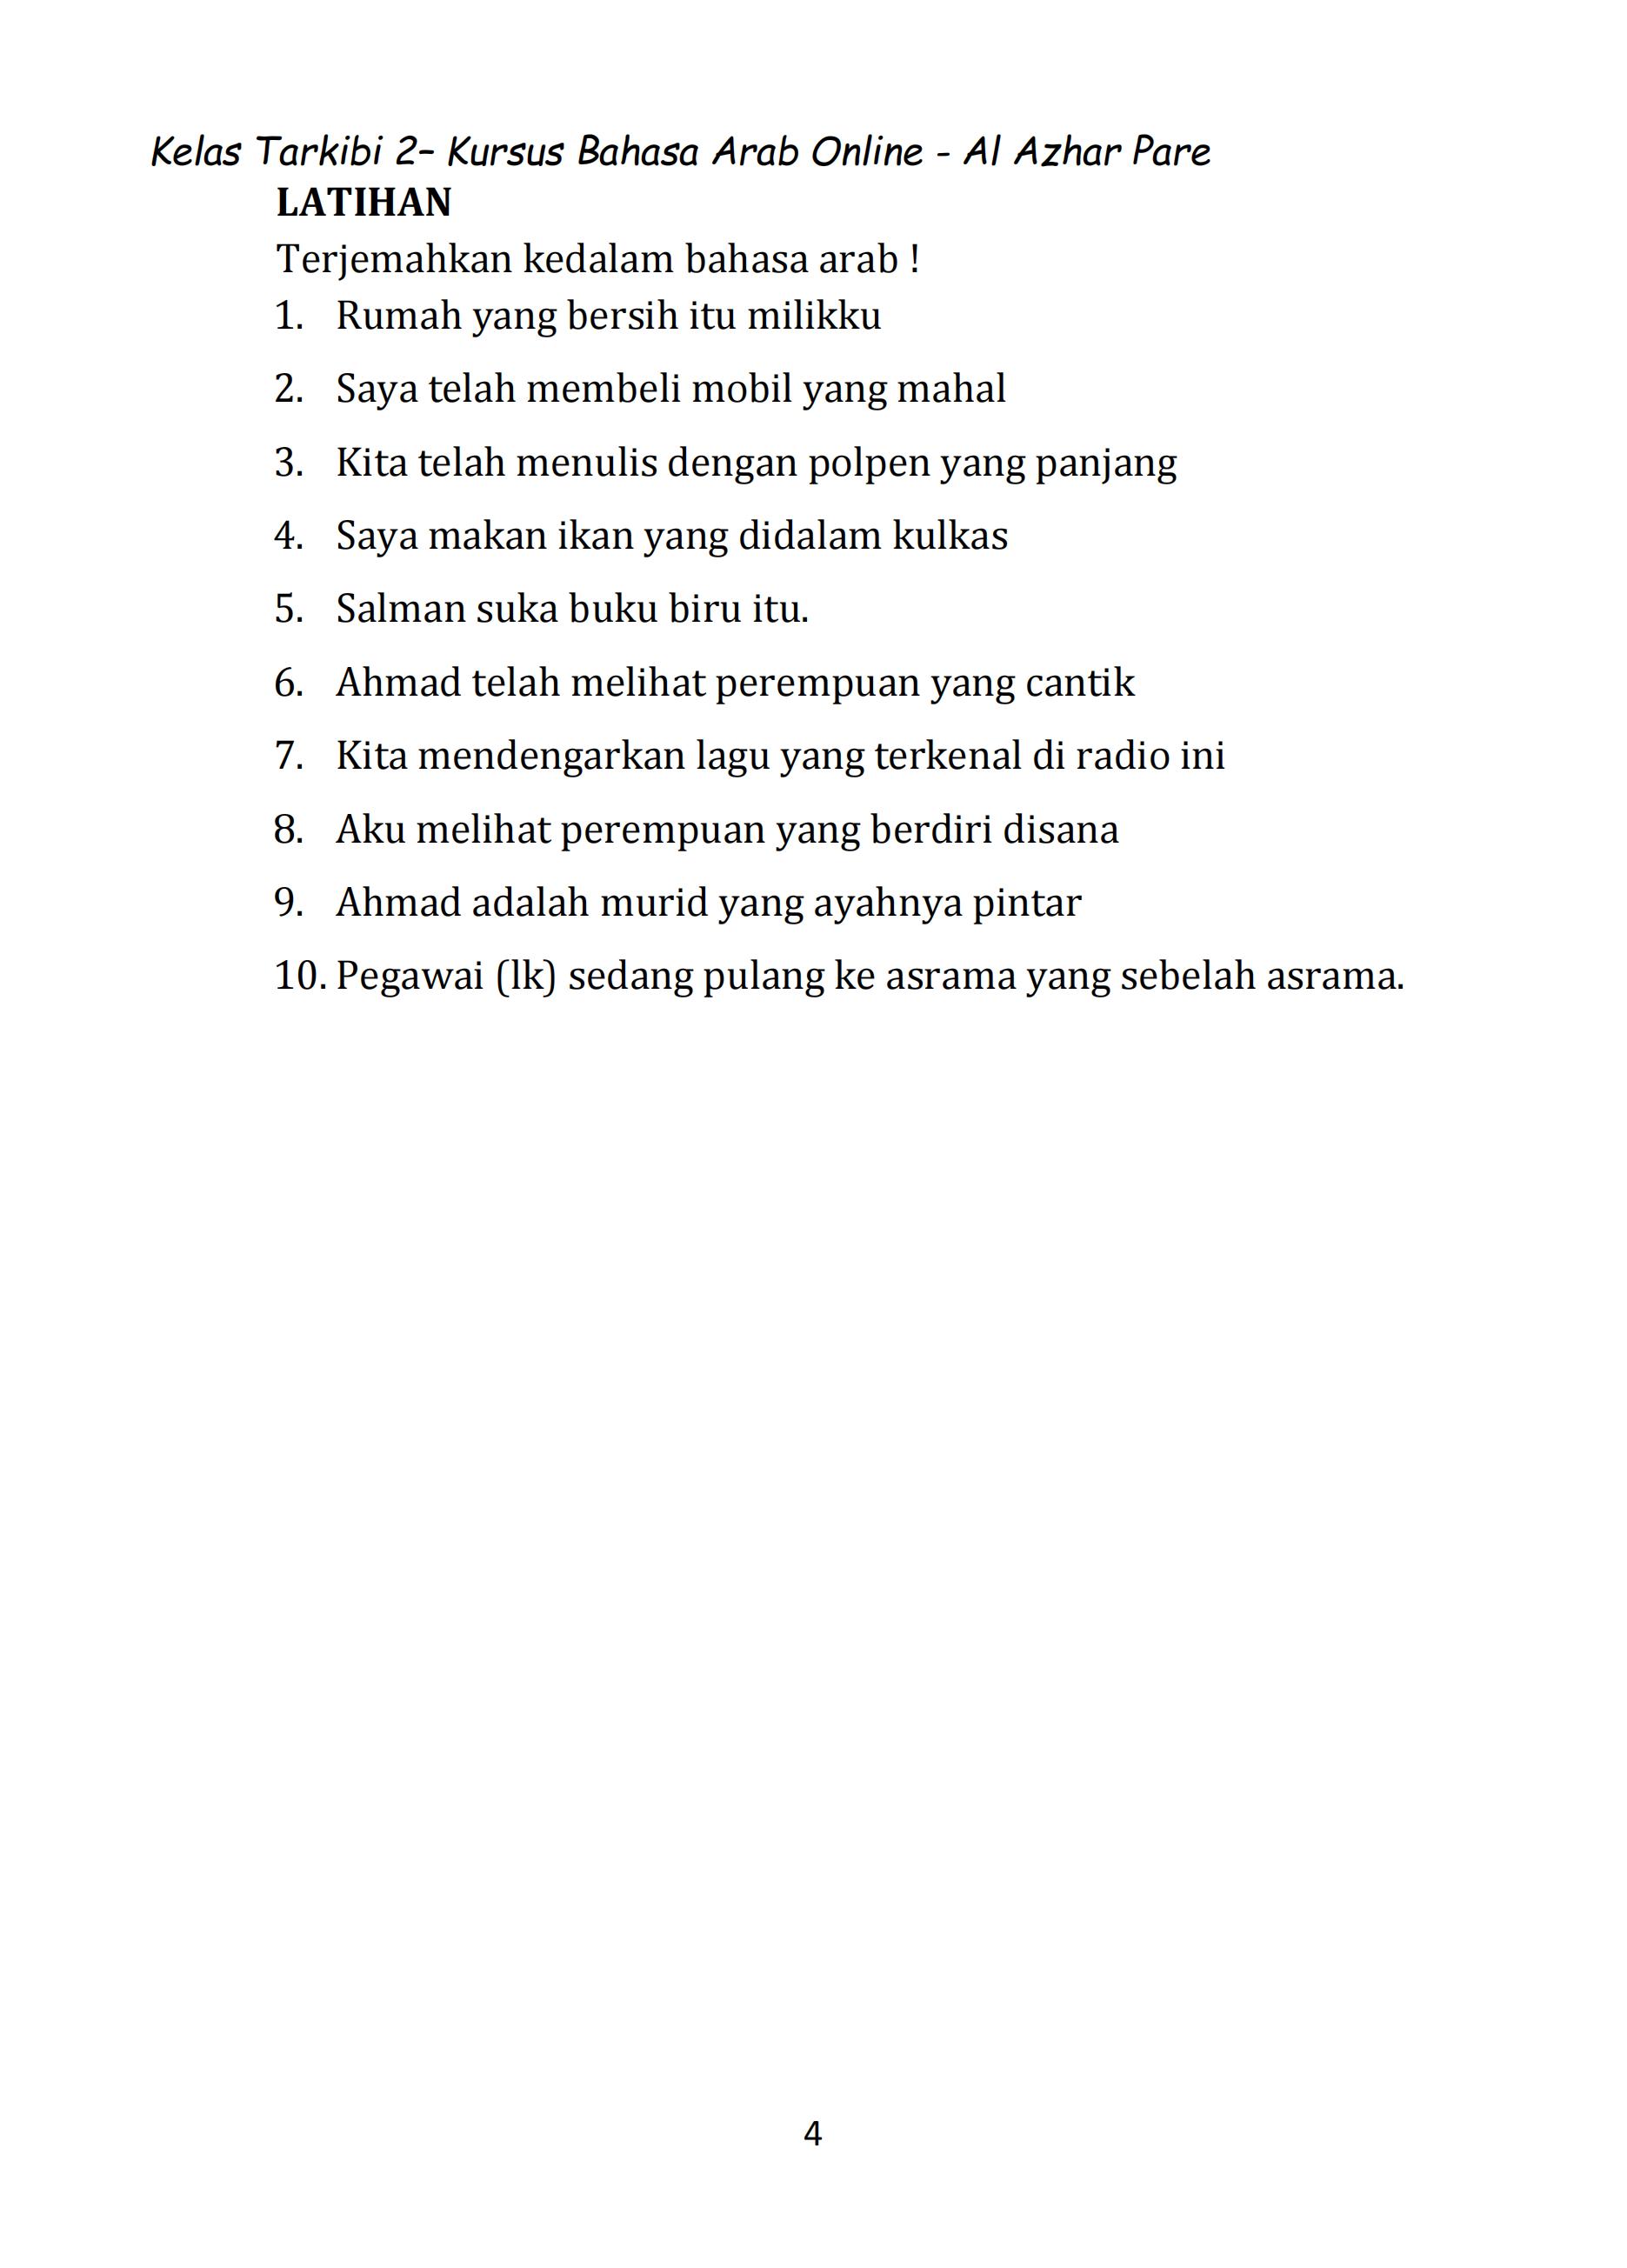 Kelas Tarkibi 2– Kursus Bahasa Arab Online - Al Azhar Pare
LATIHAN
Terjemahkan kedalam bahasa arab !
1. Rumah yang bersih itu milikku
2. Saya telah membeli mobil yang mahal
3. Kita telah menulis dengan polpen yang panjang
4. Saya makan ikan yang didalam kulkas
5. Salman suka buku biru itu.
6. Ahmad telah melihat perempuan yang cantik
7. Kita mendengarkan lagu yang terkenal di radio ini
8. Aku melihat perempuan yang berdiri disana
9. Ahmad adalah murid yang ayahnya pintar
10. Pegawai (lk) sedang pulang ke asrama yang sebelah asrama.
4